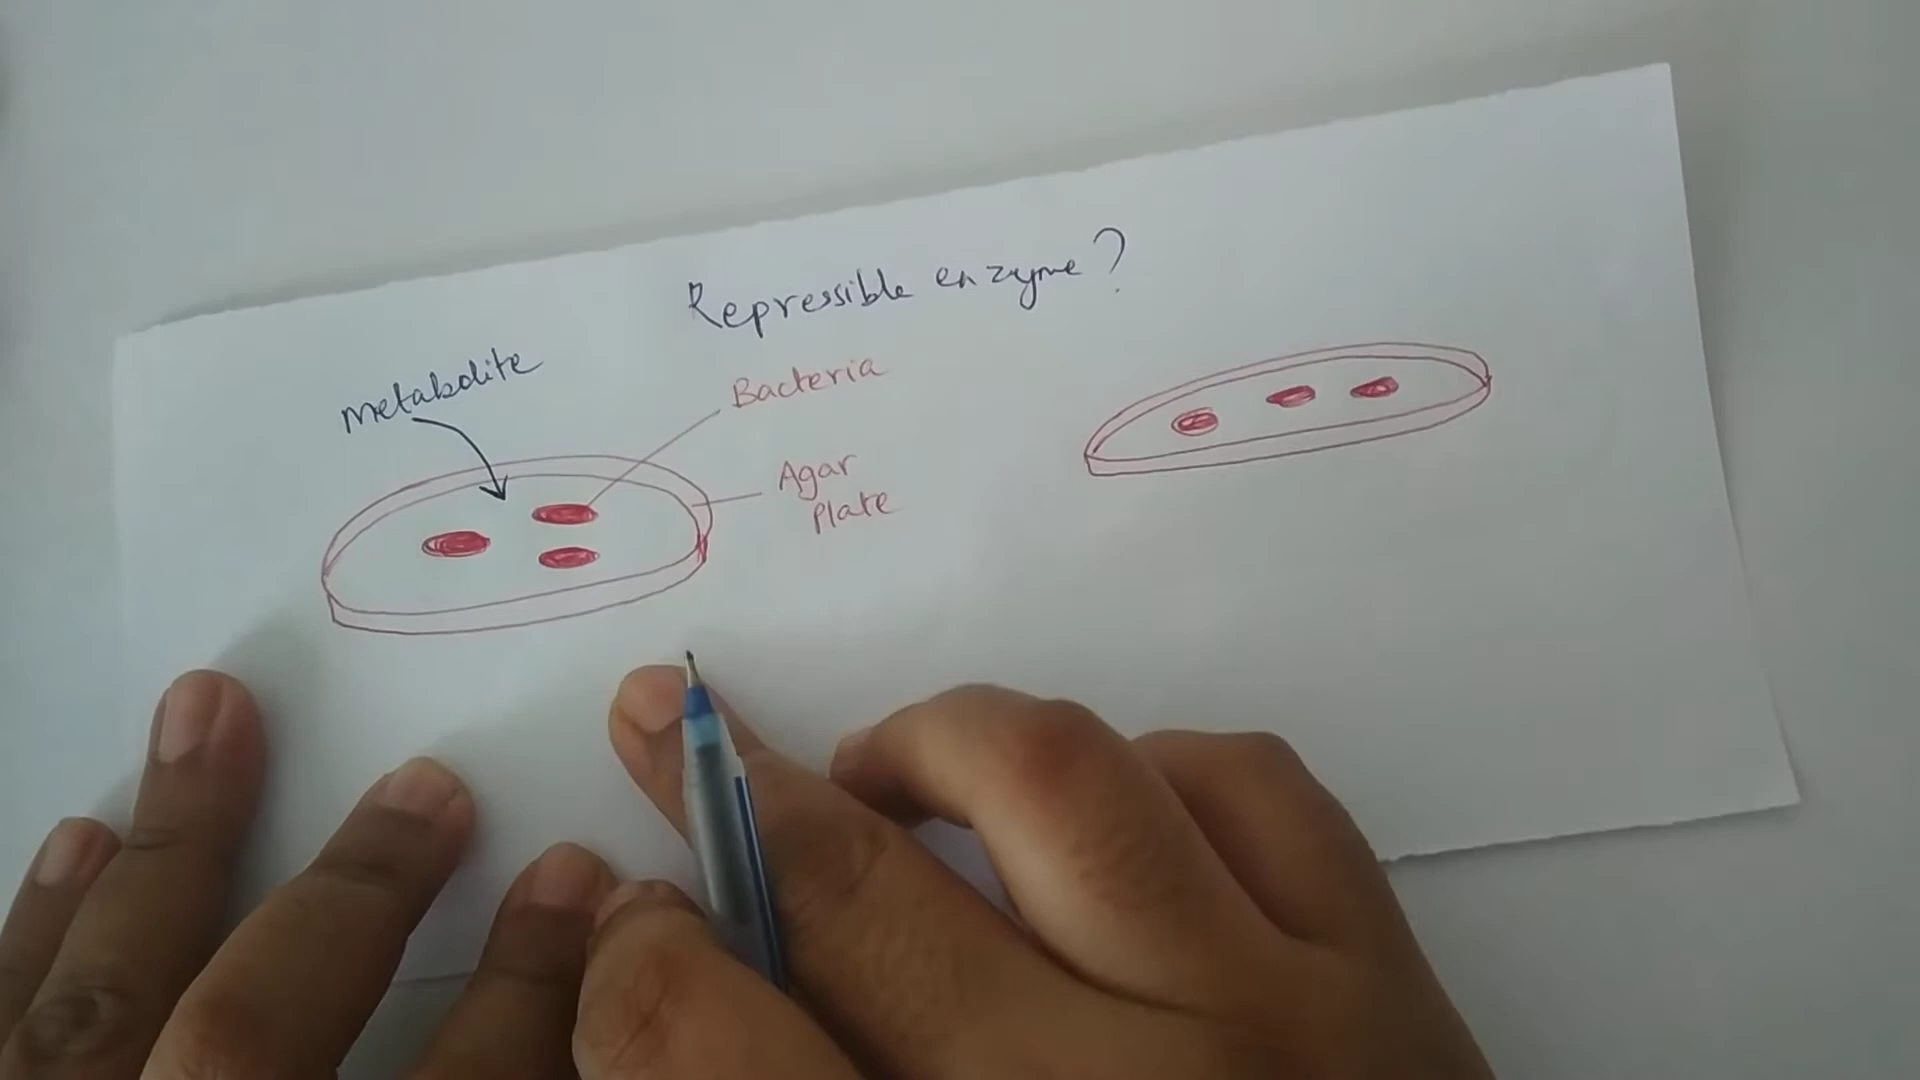 Repressible enzyme?
Metabolite
Bacteria
Agar
Plate